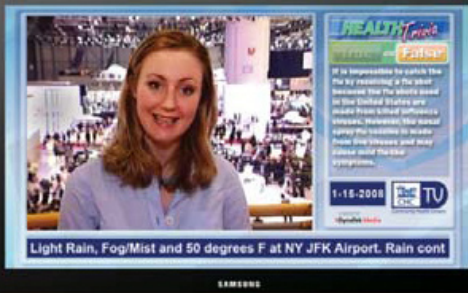 HEALTH Trivia
False
It is impossible to catch the
flu by receiving a flu shot
because the flu shots used
in the United States are
made from killed influenza
viruses. However, the nasal
spray flu vaccine is made
from live viruses and may
cause mild flu-like
symptoms.
1-15-2008
CHC TV
Light Rain, Fog/Mist and 50 degrees F at NY JFK Airport. Rain cont
SAMSUNG